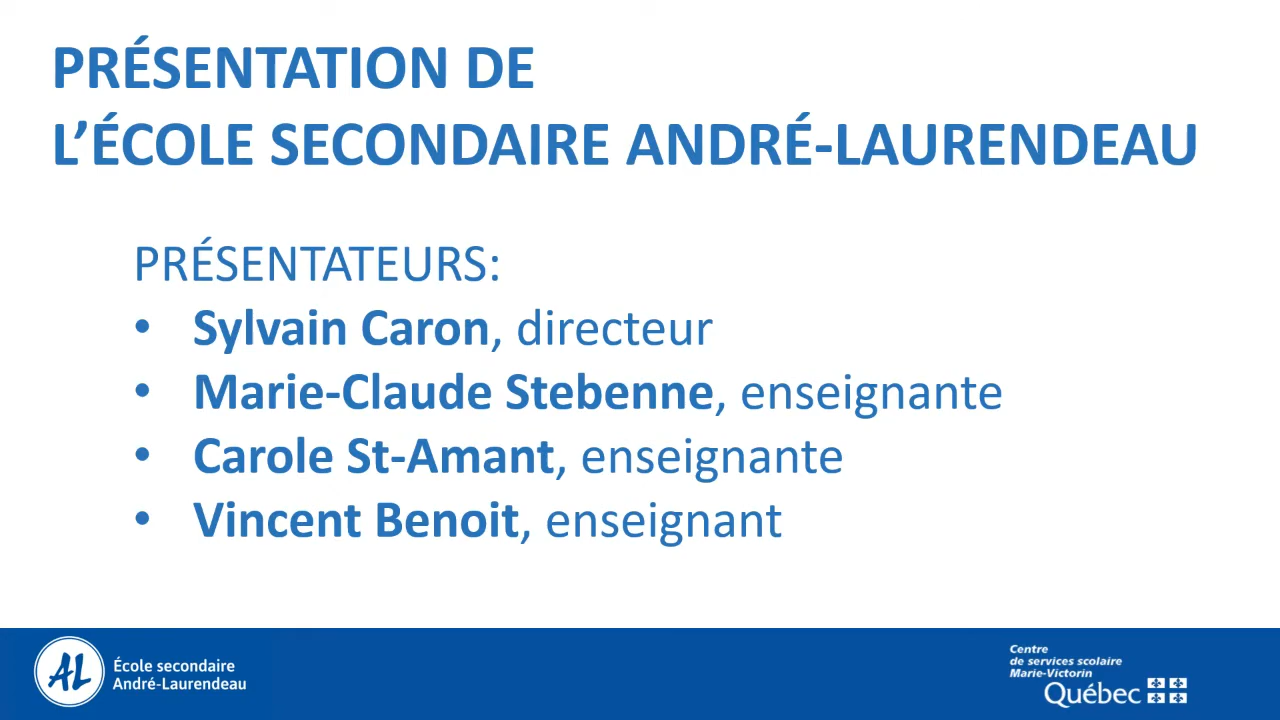 PRÉSENTATION DE
L’ÉCOLE SECONDAIRE ANDRÉ-LAURENDEAU
PRÉSENTATEURS:
• Sylvain Caron, directeur
• Marie-Claude Stebenne, enseignante
• Carole St-Amant, enseignante
• Vincent Benoit, enseignant
AL
École secondaire
André-Laurendeau
Centre
de services scolaire
Marie-Victorin
Québec